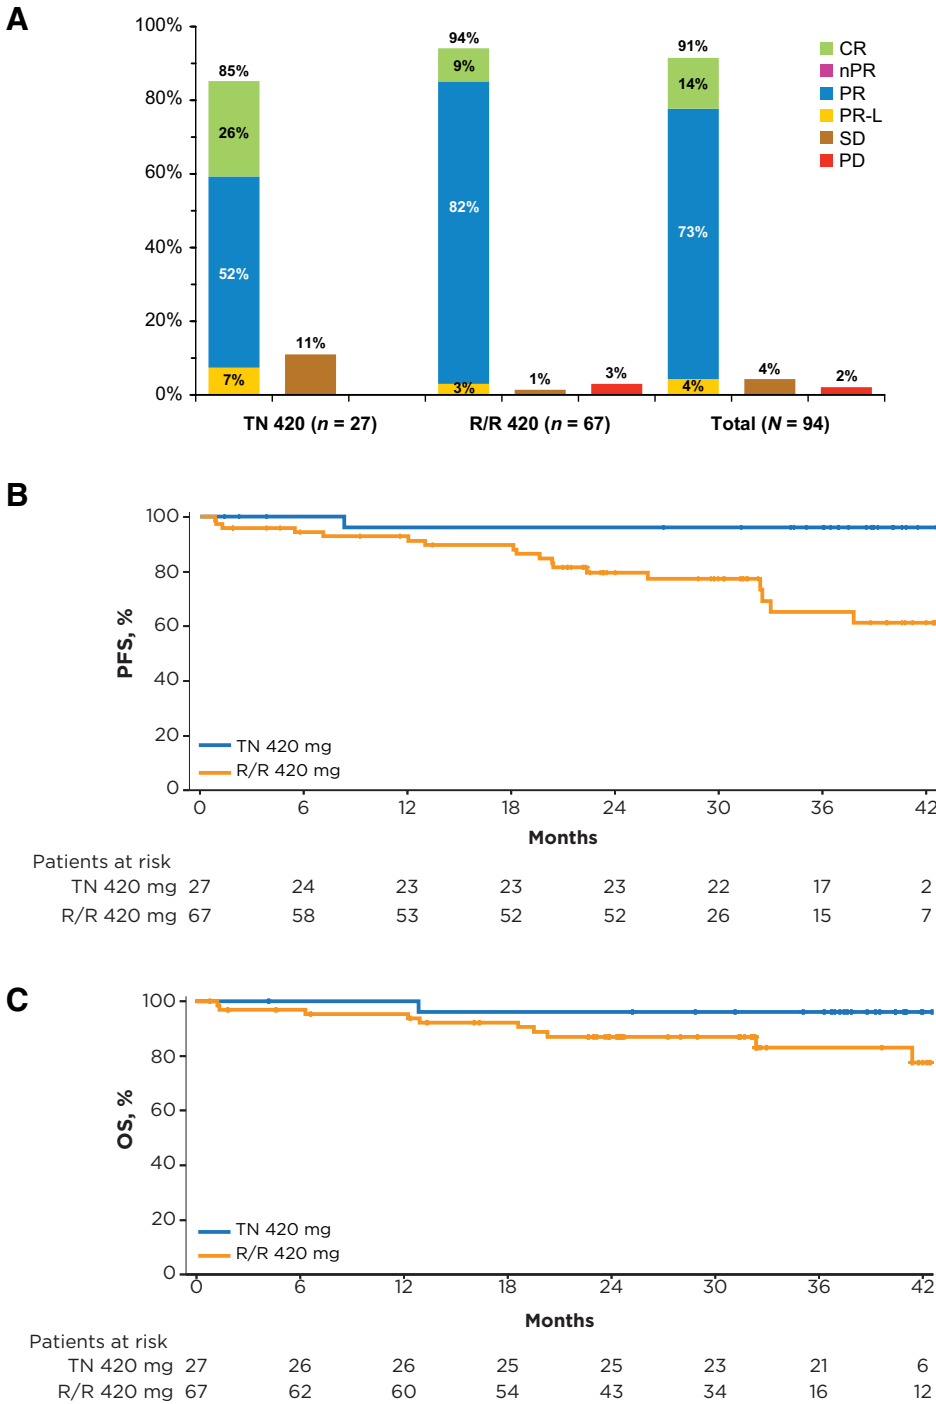 A
100%
80%
60%
40%
20%
0%
85%
26%
52%
7%
11%
94%
9%
82%
3%
1%
3%
91%
14%
73%
4%
4%
2%
CR
nPR
PR
PR-L
SD
PD
TN 420 (n = 27)
R/R 420 (n = 67)
Total (N = 94)
B
PFS, %
100
80
60
40
20
0
TN 420 mg
R/R 420 mg
0 6 12 18 24 30 36 42
Months
Patients at risk
TN 420 mg 27 24 23 23 23 22 17 2
R/R 420 mg 67 58 53 52 52 26 15 7
C
OS, %
100
80
60
40
20
0
TN 420 mg
R/R 420 mg
0 6 12 18 24 30 36 42
Months
Patients at risk
TN 420 mg 27 26 26 25 25 23 21 6
R/R 420 mg 67 62 60 54 43 34 16 12